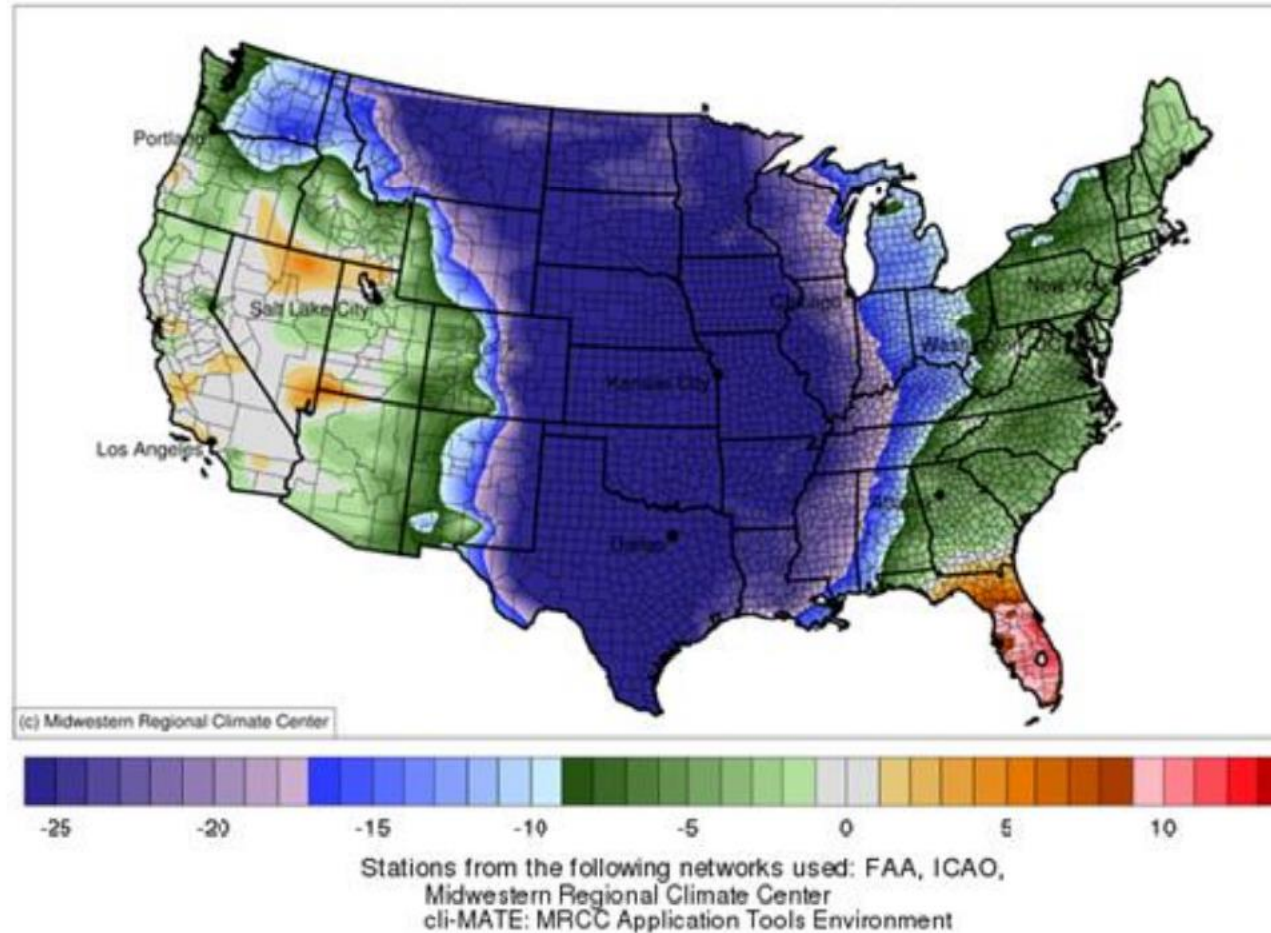 Portland
Salt Lake City
Chicago
New York
Washington DC
Kansas City
Los Angeles
Dallas
(c) Midwestern Regional Climate Center
-25 -20 -15 -10 -5 0 5 10
Stations from the following networks used: FAA, ICAO,
Midwestern Regional Climate Center
cli-MATE: MRCC Application Tools Environment